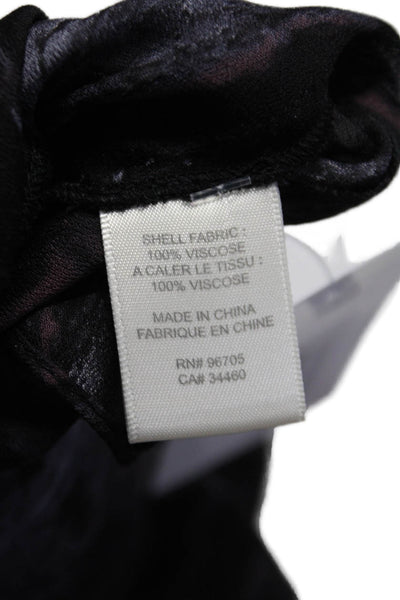 SHELL FABRIC :
100% VISCOSE
A CALER LE TISSU :
100% VISCOSE
MADE IN CHINA
FABRIQUE EN CHINE
RN# 96705
CA# 34460